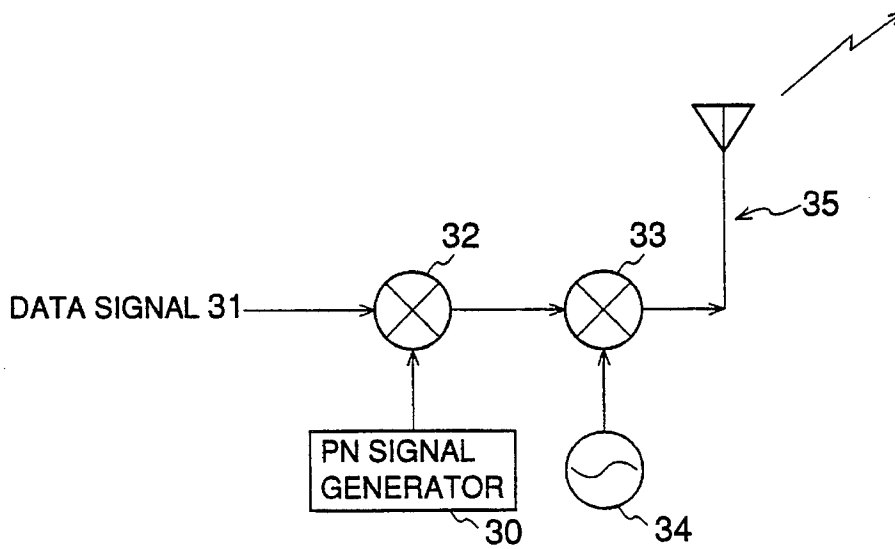 35
32
33
DATA SIGNAL 31
PN SIGNAL
GENERATOR
30
34